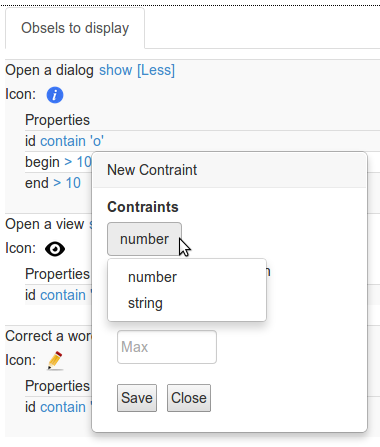 Obsels to display
Open a dialog show [Less]
Icon:
Properties
id contain 'o'
begin > 10
end > 10
New Contraint
Contraints
number
number
string
Max
Save Close
Open a view
Icon:
Properties
id contain '
Correct a wor
Icon:
Properties
id contain '